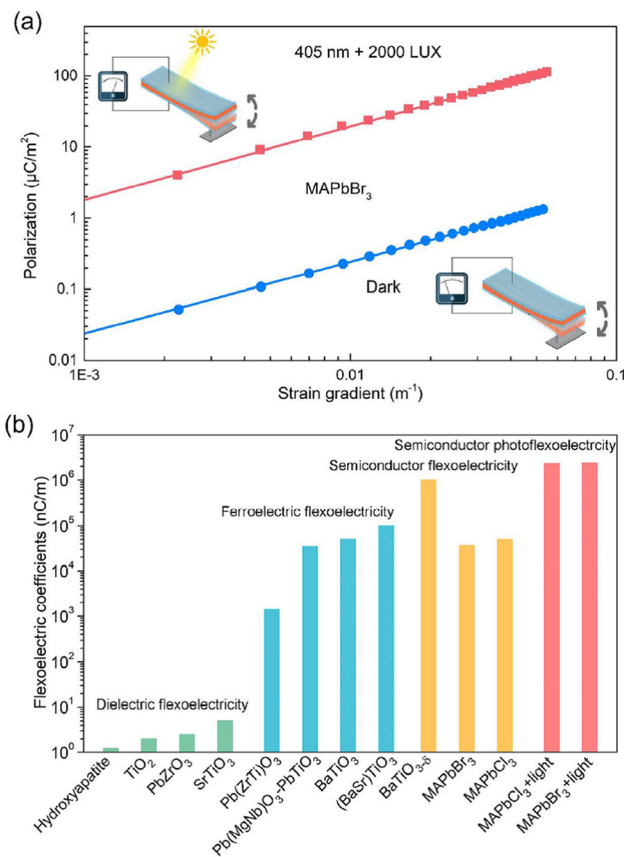 (a)
405 nm + 2000 LUX
100
10
1
0.1
0.01
Polarization (μC/m²)
MAPbBr₃
Dark
1E-3
0.01
0.1
Strain gradient (m⁻¹)
(b)
10⁷
10⁶
10⁵
10⁴
10³
10²
10¹
10⁰
Flexoelectric coefficients (nC/m)
Semiconductor photoflexoelectrcity
Semiconductor flexoelectricity
Ferroelectric flexoelectricity
Dielectric flexoelectricity
Hydroxyapatite
TiO₂
PbZrO₃
SrTiO₃
Pb(ZrTi)O₃
Pb(MgNb)O₃-PbTiO₃
BaTiO₃
(BaSr)TiO₃
BaTiO₃₋δ
MAPbBr₃
MAPbCl₃
MAPbCl₃+light
MAPbBr₃+light